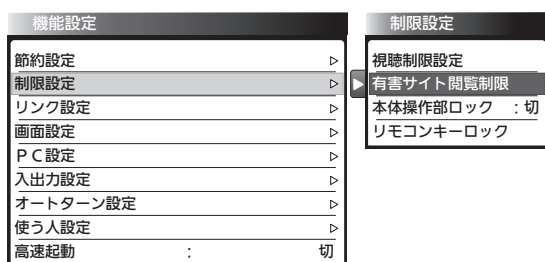 機能設定
節約設定
制限設定
リンク設定
画面設定
ＰＣ設定
入出力設定
オートターン設定
使う人設定
高速起動 : 切
制限設定
視聴制限設定
有害サイト閲覧制限
本体操作部ロック : 切
リモコンキーロック